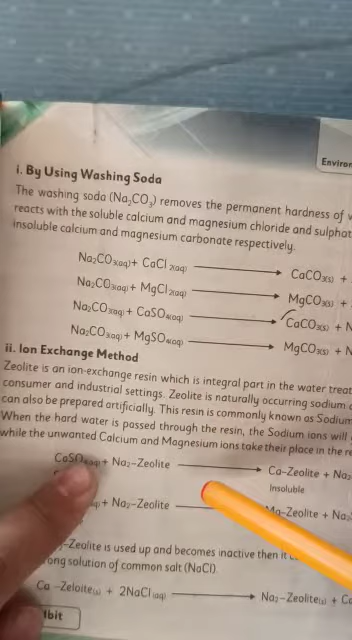 Environ
i. By Using Washing Soda
The washing soda (Na₂CO₃) removes the permanent hardness of
reacts with the soluble calcium and magnesium chloride and sulphat
insoluble calcium and magnesium carbonate respectively.
Na₂CO₃(aq) + CaCl₂(aq) → CaCO₃(s) +
Na₂CO₃(aq) + MgCl₂(aq) → MgCO₃(s) +
Na₂CO₃(aq) + CaSO₄(aq) → CaCO₃(s) + N
Na₂CO₃(aq) + MgSO₄(aq) → MgCO₃(s) + N
ii. Ion Exchange Method
Zeolite is an ion-exchange resin which is integral part in the water treat
consumer and industrial settings. Zeolite is naturally occurring sodium
can also be prepared artificially. This resin is commonly known as Sodium
When the hard water is passed through the resin, the Sodium ions will
while the unwanted Calcium and Magnesium ions take their place in the re
CaSO₄(aq) + Na₂-Zeolite → Ca-Zeolite + Na₂
Insoluble
+ Na₂-Zeolite Mg-Zeolite + Na₂
-Zeolite is used up and becomes inactive then it
ong solution of common salt (NaCl).
Ca -Zeloite(s) + 2NaCl(aq) → Na₂-Zeolite(s) + Ca
bit